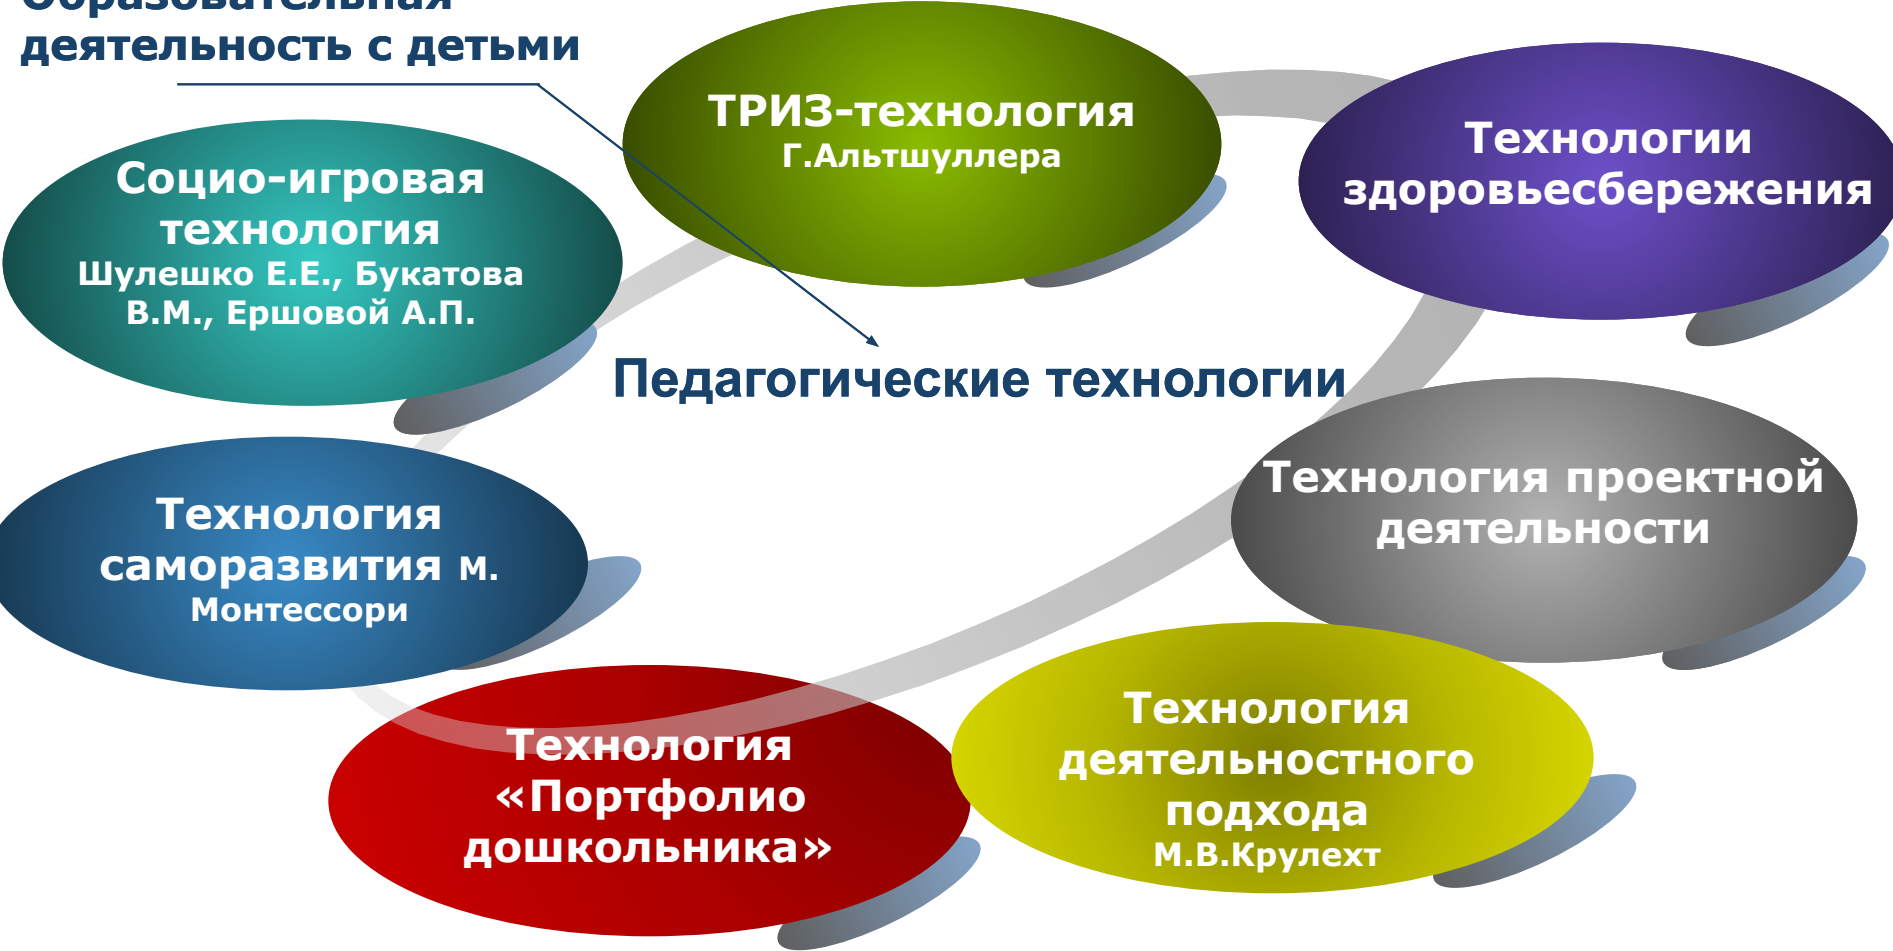 Образовательная
деятельность с детьми
ТРИЗ-технология
Г.Альтшуллера
Технологии
здоровьесбережения
Социо-игровая
технология
Шулешко Е.Е., Букатова
В.М., Ершовой А.П.
Педагогические технологии
Технология проектной
деятельности
Технология
саморазвития м.
Монтессори
Технология
деятельностного
подхода
М.В.Крулехт
Технология
«Портфолио
дошкольника»